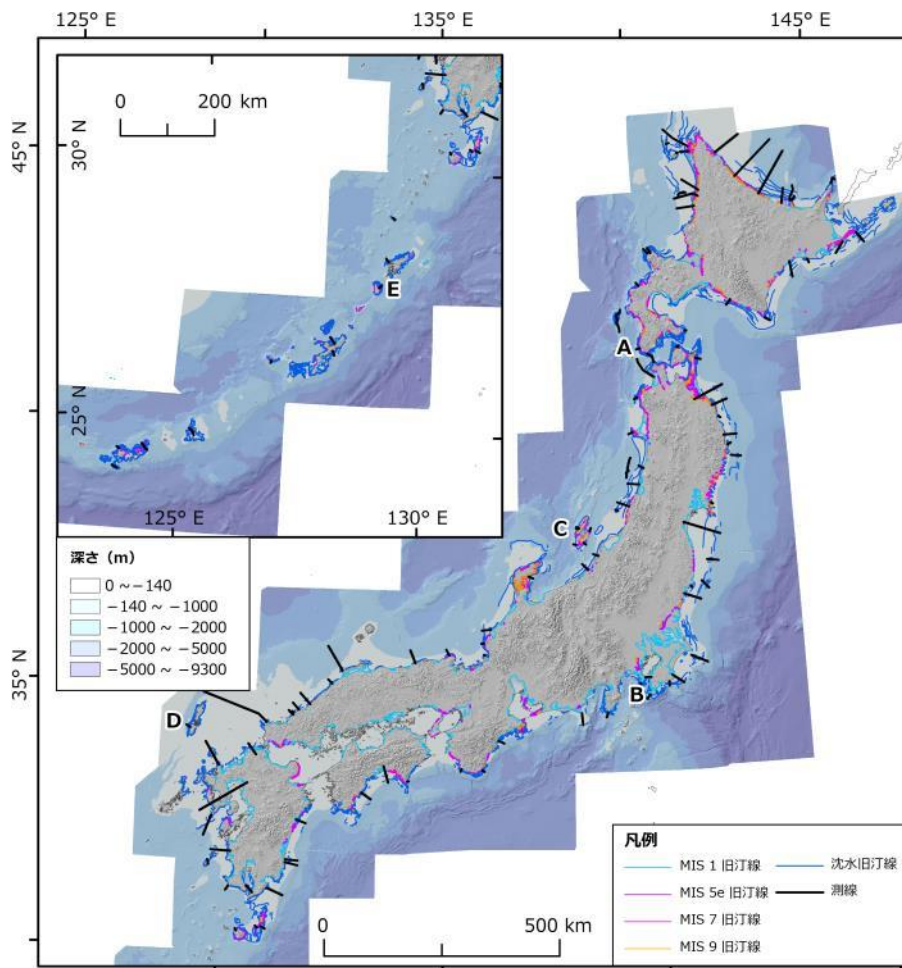 125° E
135° E
145° E
0
200 km
45° N
30° N
E
A
25° N
125° E
130° E
C
深さ（m）
0 ～ −140
−140 ～ −1000
−1000 ～ −2000
−2000 ～ −5000
−5000 ～ −9300
35° N
B
D
凡例
MIS 1 旧汀線
沈水旧汀線
MIS 5e 旧汀線
測線
MIS 7 旧汀線
MIS 9 旧汀線
0
500 km